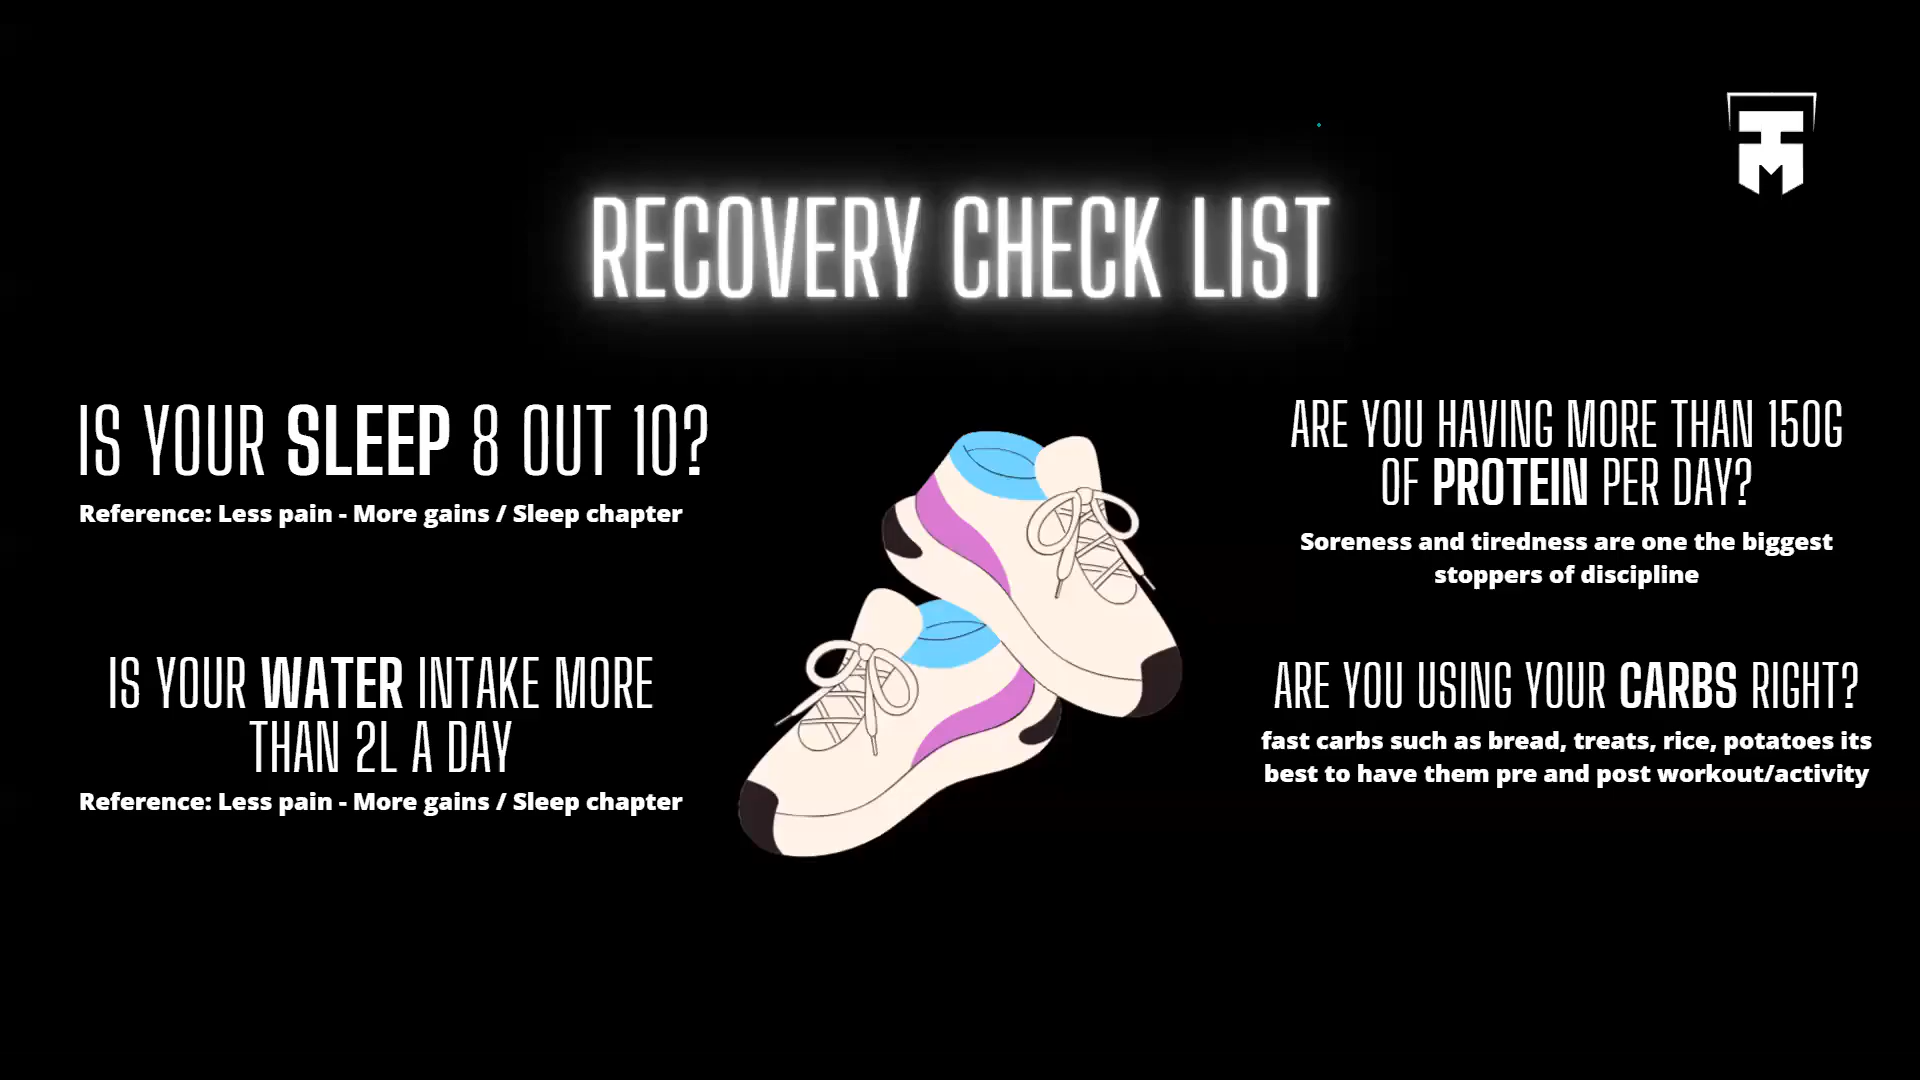 RECOVERY CHECK LIST
IS YOUR SLEEP 8 OUT 10?
Reference: Less pain - More gains / Sleep chapter
IS YOUR WATER INTAKE MORE
THAN 2L A DAY
Reference: Less pain - More gains / Sleep chapter
ARE YOU HAVING MORE THAN 150G
OF PROTEIN PER DAY?
Soreness and tiredness are one the biggest
stoppers of discipline
ARE YOU USING YOUR CARBS RIGHT?
fast carbs such as bread, treats, rice, potatoes its
best to have them pre and post workout/activity